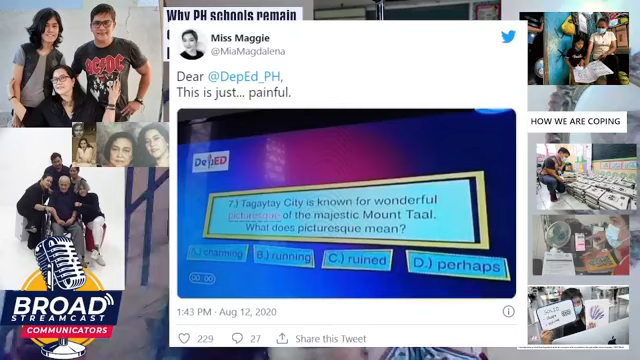 Why PH schools remain
Miss Maggie
@MiaMagdalena
Dear @DepEd_PH,
This is just... painful.
DepED
7.) Tagaytay City is known for wonderful
picturesque of the majestic Mount Taal.
What does picturesque mean?
A.) charming
B.) running
C.) ruined
D.) perhaps
00:00
1:43 PM · Aug 12, 2020
229
27
Share this Tweet
HOW WE ARE COPING
AC DC
BROAD
STREAMCAST
COMMUNICATORS